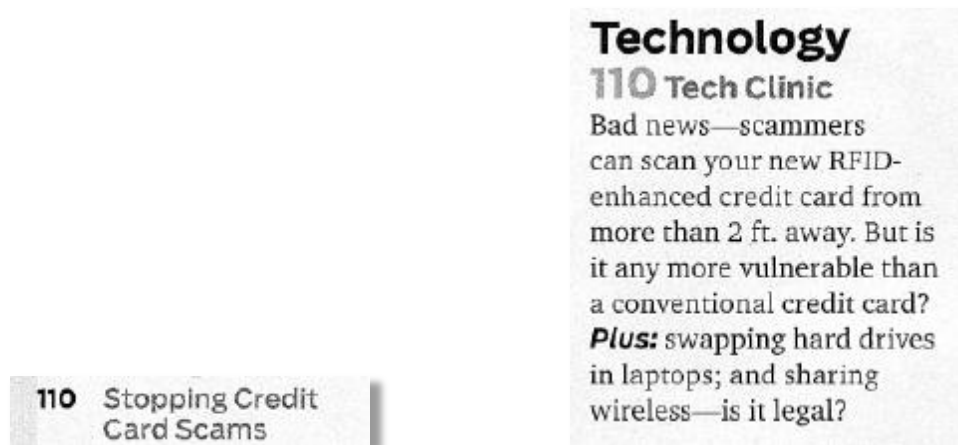 Technology
110 Tech Clinic
Bad news—scammers
can scan your new RFID-
enhanced credit card from
more than 2 ft. away. But is
it any more vulnerable than
a conventional credit card?
Plus: swapping hard drives
in laptops; and sharing
wireless—is it legal?
110 Stopping Credit
Card Scams